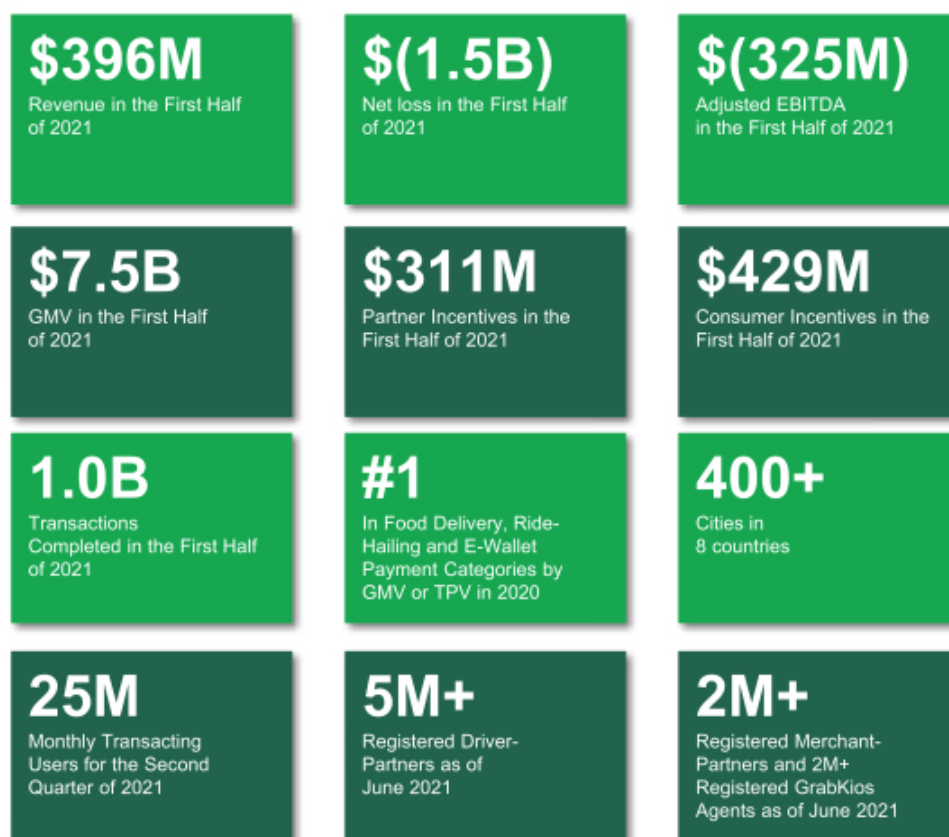 $396M
Revenue in the First Half
of 2021
$(1.5B)
Net loss in the First Half
of 2021
$(325M)
Adjusted EBITDA
in the First Half of 2021
$7.5B
GMV in the First Half
of 2021
$311M
Partner Incentives in the
First Half of 2021
$429M
Consumer Incentives in the
First Half of 2021
1.0B
Transactions
Completed in the First Half
of 2021
#1
In Food Delivery, Ride-
Hailing and E-Wallet
Payment Categories by
GMV or TPV in 2020
400+
Cities in
8 countries
25M
Monthly Transacting
Users for the Second
Quarter of 2021
5M+
Registered Driver-
Partners as of
June 2021
2M+
Registered Merchant-
Partners and 2M+
Registered GrabKios
Agents as of June 2021